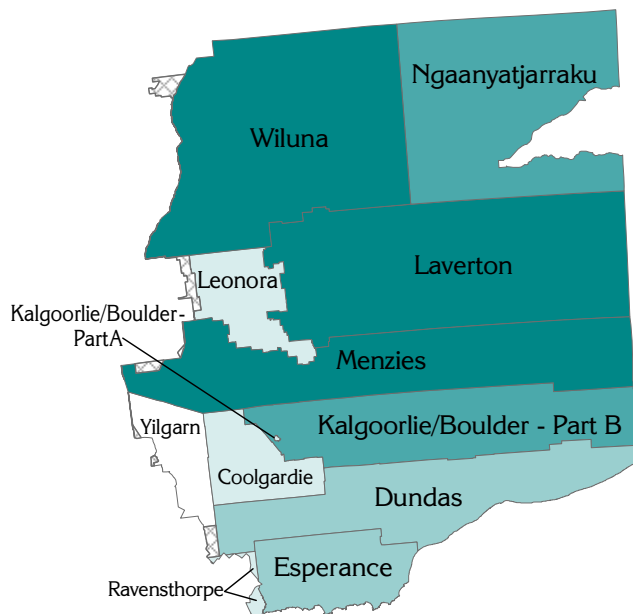 Ngaanyatjarraku
Wiluna
Laverton
Leonora
Kalgoorlie/Boulder-
PartA
Menzies
Yilgarn
Kalgoorlie/Boulder - Part B
Coolgardie
Dundas
Esperance
Ravensthorpe